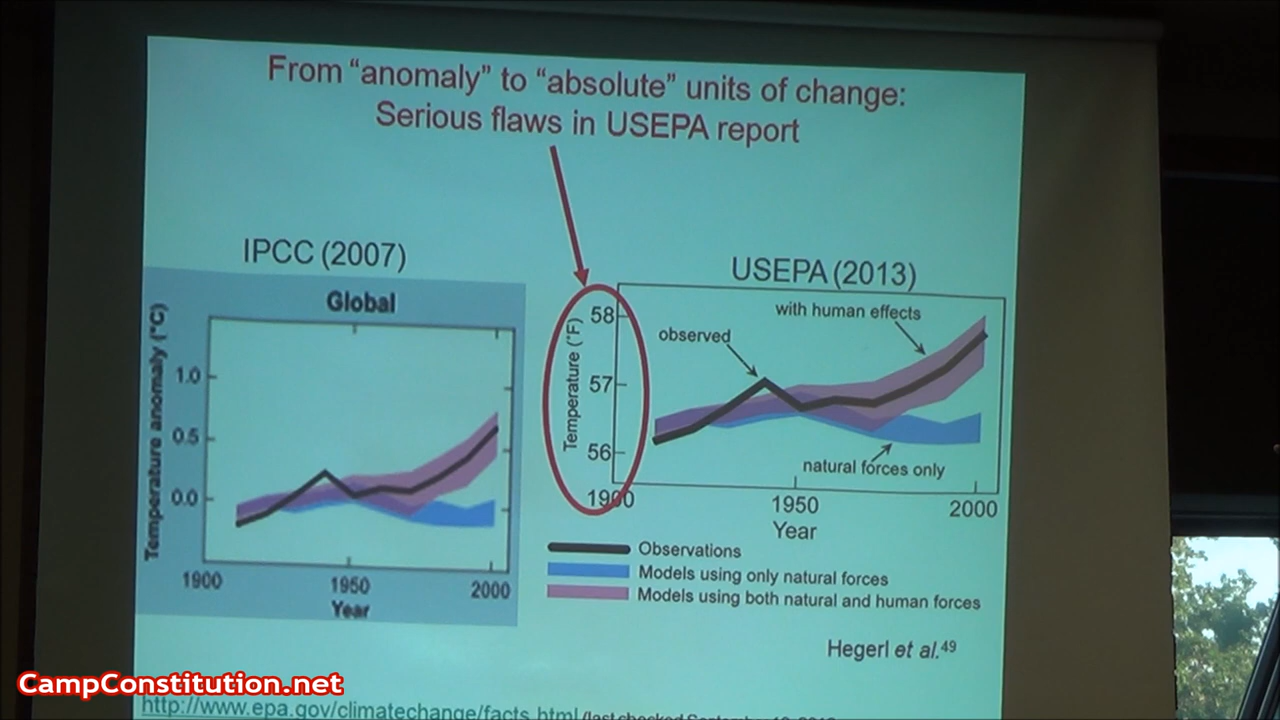 From “anomaly” to “absolute” units of change:
Serious flaws in USEPA report
IPCC (2007)
Global
Temperature anomaly (°C)
1.0
0.5
0.0
1900
1950
2000
Year
USEPA (2013)
with human effects
observed
Temperature (°F)
58
57
56
natural forces only
1900
1950
2000
Year
Observations
Models using only natural forces
Models using both natural and human forces
Hegerl et al.49
CampConstitution.net
http://www.epa.gov/climatechange/facts.html (last checked September